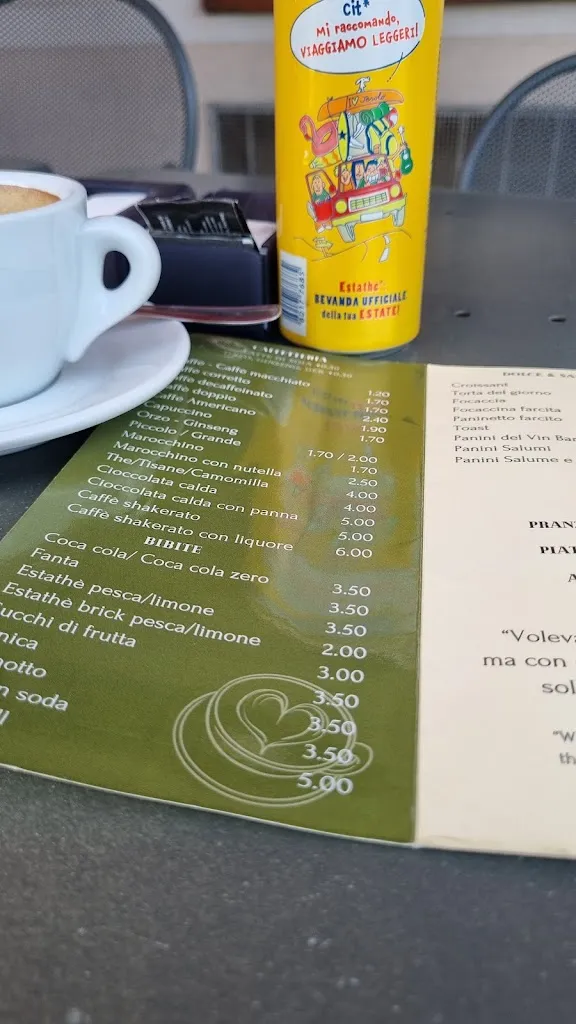 Cit*
Mi raccomando,
VIAGGIAMO LEGGERI!
Estathé:
BEVANDA UFFICIALE
della tua ESTATE!
CAFFETTERIA
Caffè - Caffè macchiato 1.20
Caffè corretto 1.70
Caffè decaffeinato 1.70
Caffè doppio 2.40
Caffè Americano 1.90
Cappuccino 1.70
Orzo - Ginseng
Piccolo / Grande 1.70 / 2.00
Marocchino 1.70
Marocchino con nutella 2.50
The/Tisane/Camomilla 4.00
Cioccolata calda 4.00
Cioccolata calda con panna 5.00
Caffè shakerato 5.00
Caffè shakerato con liquore 6.00
BIBITE
Coca cola/ Coca cola zero 3.50
Fanta 3.50
Estathè pesca/limone 3.50
Estathè brick pesca/limone 2.00
ucchi di frutta 3.00
nica 3.50
notto 3.50
n soda 3.50
ll 5.00
DOLCE & SA
Croissant
Torta del giorno
Focaccia
Focaccina farcita
Paninetto farcito
Toast
Panini del Vin Bar
Panini Salumi
Panini Salume e
PRAN
PIAT
A
"Voleva
ma con
sol
"W
th